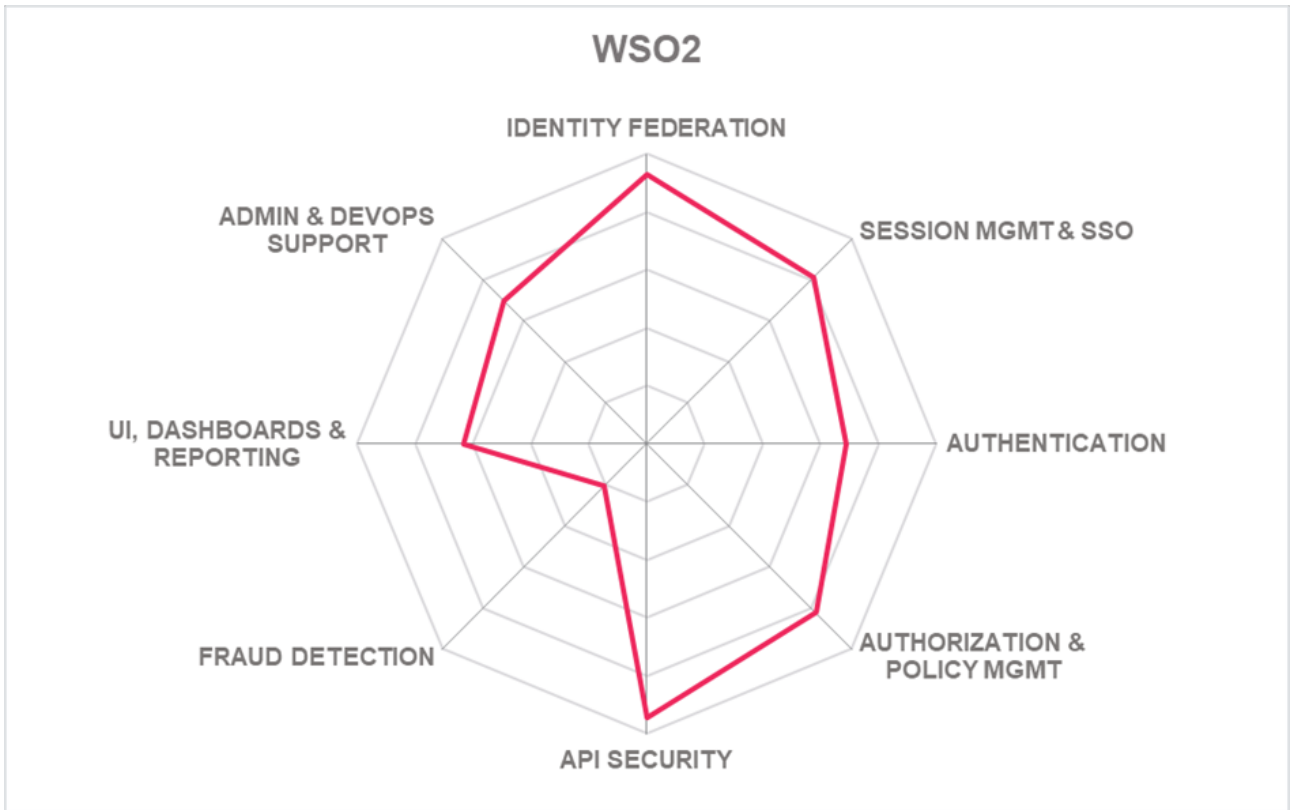 WSO2
IDENTITY FEDERATION
ADMIN & DEVOPS
SUPPORT
SESSION MGMT & SSO
UI, DASHBOARDS &
REPORTING
AUTHENTICATION
FRAUD DETECTION
AUTHORIZATION &
POLICY MGMT
API SECURITY